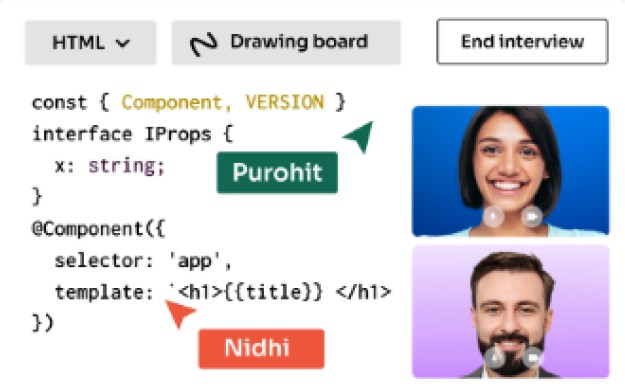 HTML
Drawing board
End interview
const { Component, VERSION }
interface IProps {
x: string;
}
Purohit
@Component({
selector: 'app',
template: `<h1>{{title}} </h1>
})
Nidhi